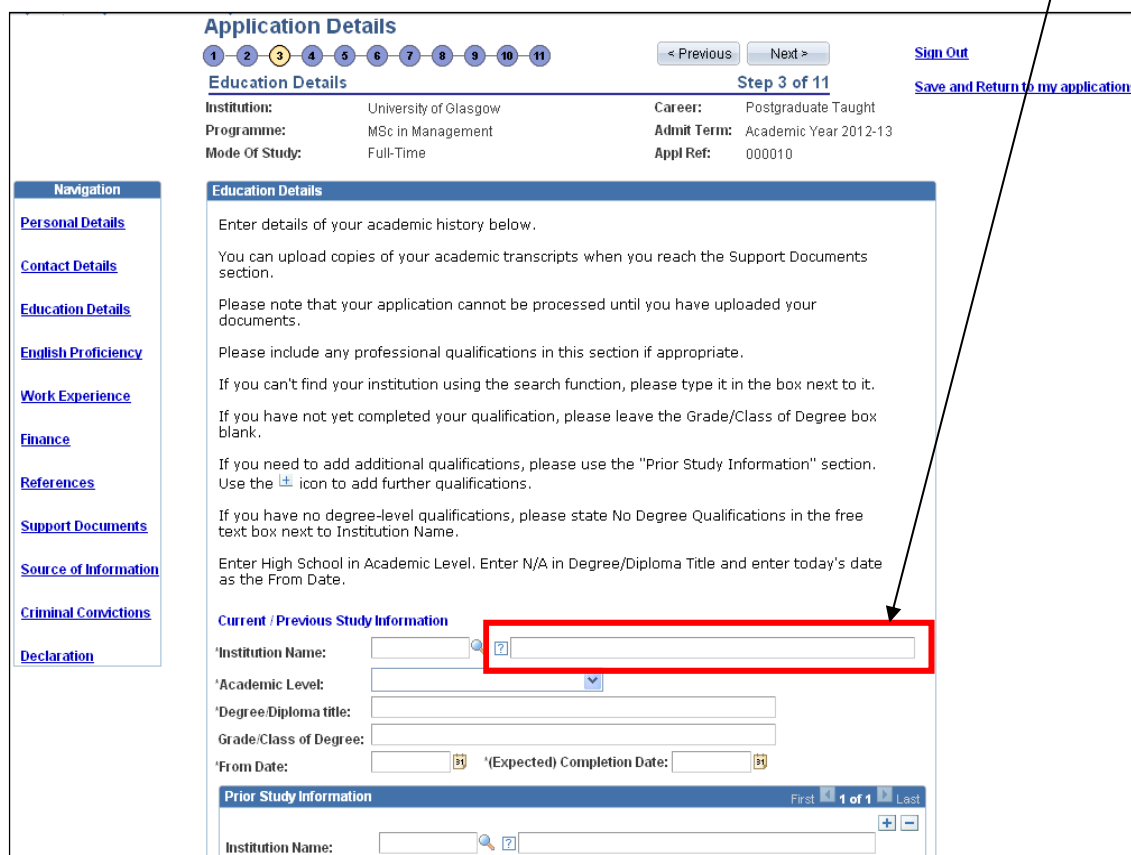 Application Details
1 2 3 4 5 6 7 8 9 10 11
< Previous Next >
Sign Out
Education Details Step 3 of 11
Save and Return to my application
Institution: University of Glasgow Career: Postgraduate Taught
Programme: MSc in Management Admit Term: Academic Year 2012-13
Mode Of Study: Full-Time Appl Ref: 000010
Navigation
Personal Details
Contact Details
Education Details
English Proficiency
Work Experience
Finance
References
Support Documents
Source of Information
Criminal Convictions
Declaration
Education Details
Enter details of your academic history below.
You can upload copies of your academic transcripts when you reach the Support Documents
section.
Please note that your application cannot be processed until you have uploaded your
documents.
Please include any professional qualifications in this section if appropriate.
If you can't find your institution using the search function, please type it in the box next to it.
If you have not yet completed your qualification, please leave the Grade/Class of Degree box
blank.
If you need to add additional qualifications, please use the "Prior Study Information" section.
Use the + icon to add further qualifications.
If you have no degree-level qualifications, please state No Degree Qualifications in the free
text box next to Institution Name.
Enter High School in Academic Level. Enter N/A in Degree/Diploma Title and enter today's date
as the From Date.
Current / Previous Study Information
*Institution Name: ?
*Academic Level:
*Degree/Diploma title:
Grade/Class of Degree:
*From Date: 31 *(Expected) Completion Date: 31
Prior Study Information First 1 of 1 Last
+ −
Institution Name: ?